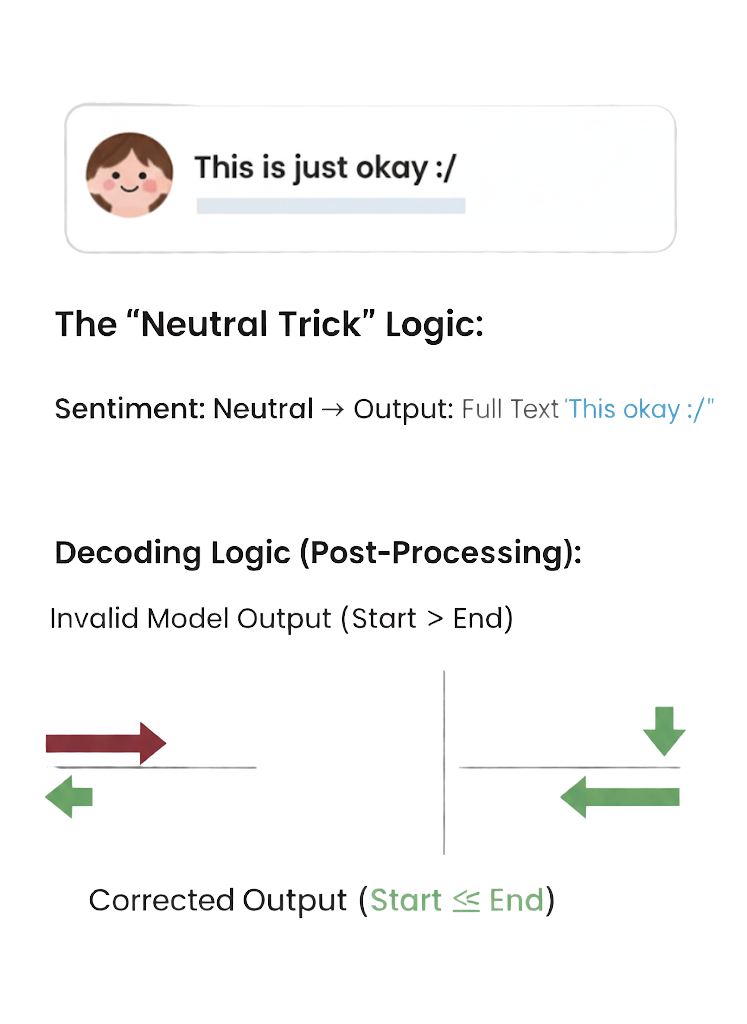 This is just okay :/
The “Neutral Trick” Logic:
Sentiment: Neutral → Output: Full Text 'This okay :/"
Decoding Logic (Post-Processing):
Invalid Model Output (Start > End)
Corrected Output (Start ≤< End)